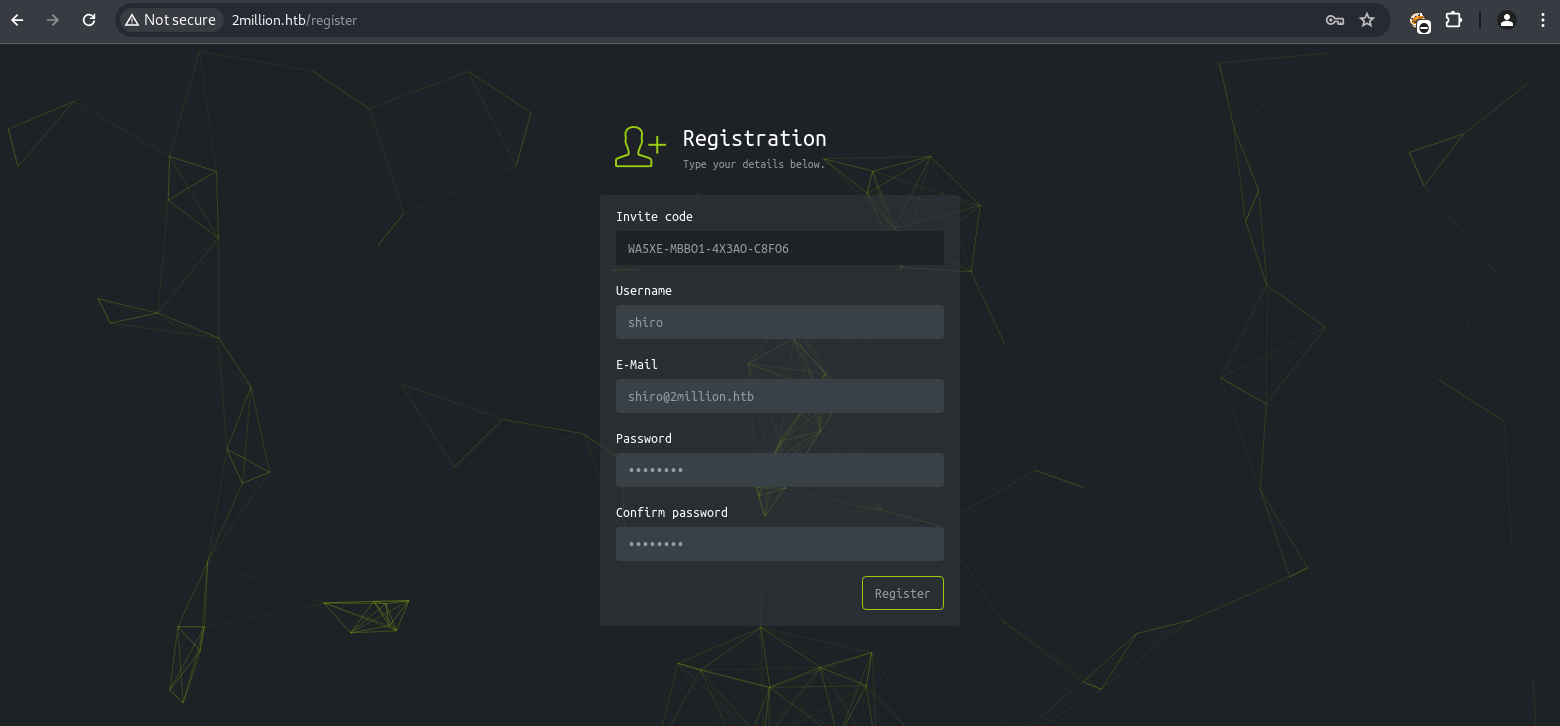 Not secure 2million.htb/register
Registration
Type your details below.
Invite code
WA5XE-MBBO1-4X3AO-C8FO6
Username
shiro
E-Mail
shiro@2million.htb
Password
••••••••
Confirm password
••••••••
Register